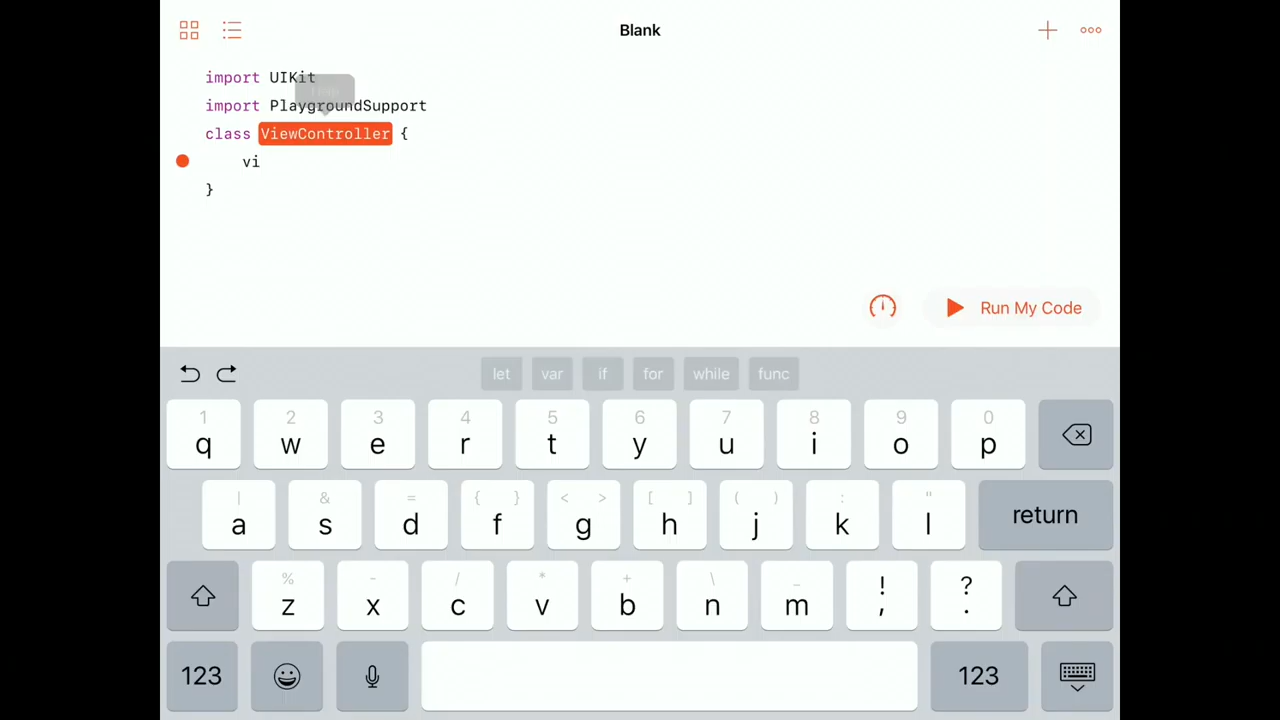 Blank
import UIKit
import PlaygroundSupport
class ViewController {
vi
}
Run My Code
let var if for while func
1 2 3 4 5 6 7 8 9 0
q w e r t y u i o p
| & = { } < > [ ] ( ) : "
a s d f g h j k l return
% - / * + \ _ ! ?
z x c v b n m , .
123 123